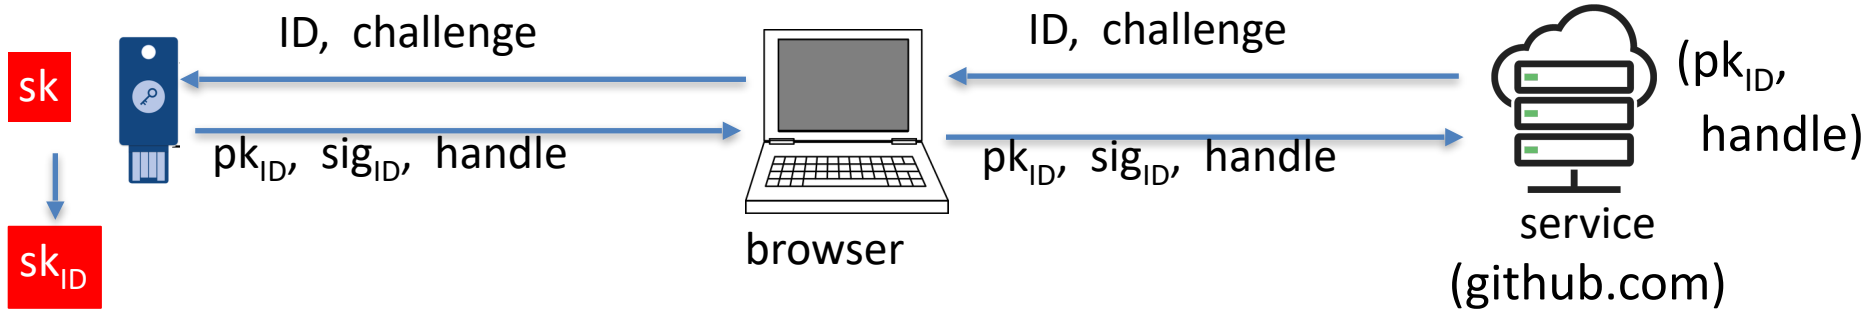 sk
sk_ID
ID, challenge
pk_ID, sig_ID, handle
browser
ID, challenge
pk_ID, sig_ID, handle
(pk_ID,
handle)
service
(github.com)